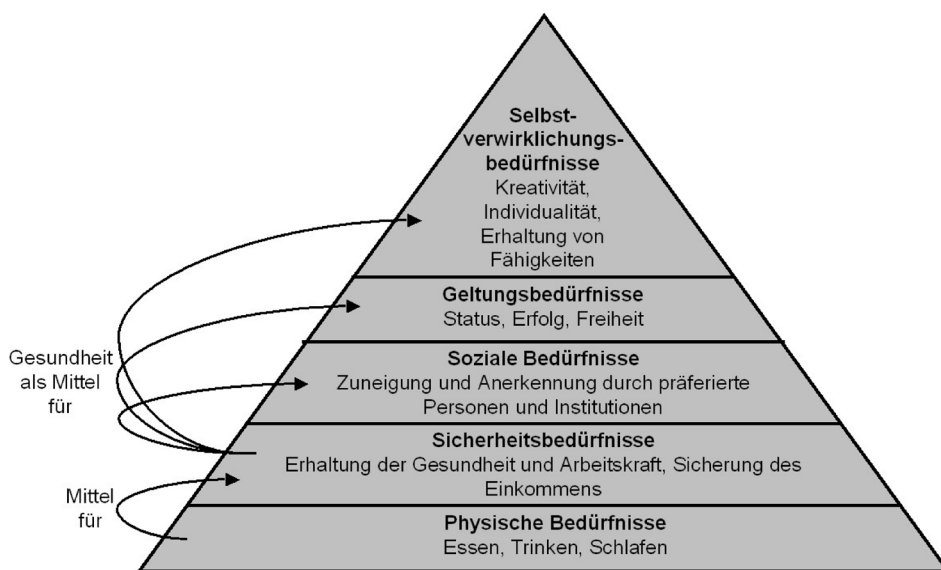 Selbst-
verwirklichungs-
bedürfnisse
Kreativität,
Individualität,
Erhaltung von
Fähigkeiten
Geltungsbedürfnisse
Status, Erfolg, Freiheit
Gesundheit
als Mittel
für
Soziale Bedürfnisse
Zuneigung und Anerkennung durch präferierte
Personen und Institutionen
Sicherheitsbedürfnisse
Erhaltung der Gesundheit und Arbeitskraft, Sicherung des
Einkommens
Mittel
für
Physische Bedürfnisse
Essen, Trinken, Schlafen